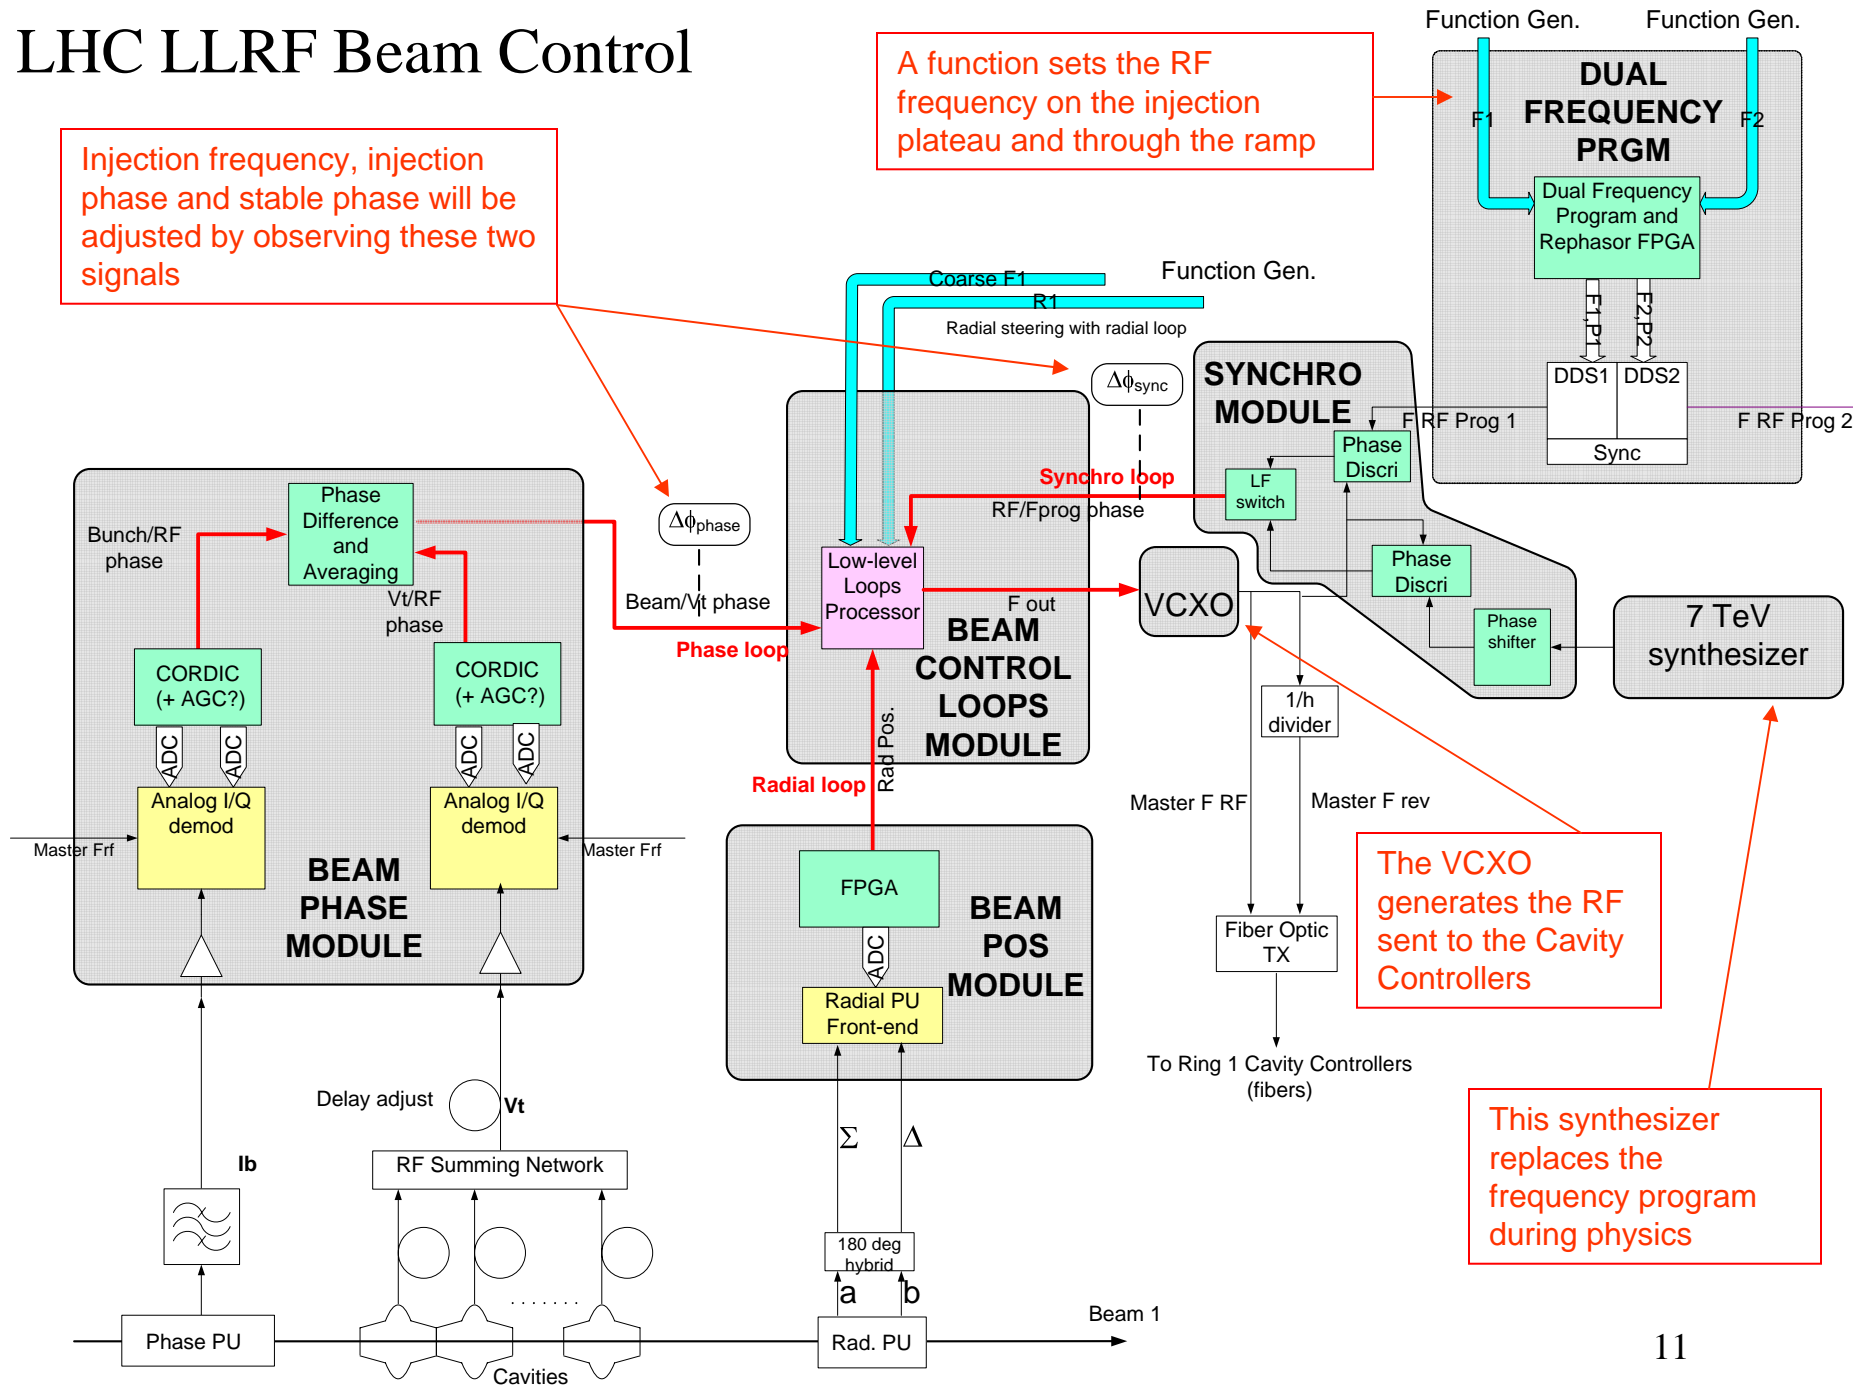 LHC LLRF Beam Control
Function Gen.
Function Gen.
A function sets the RF
frequency on the injection
plateau and through the ramp
DUAL
FREQUENCY
PRGM
F1
F2
Injection frequency, injection
phase and stable phase will be
adjusted by observing these two
signals
Dual Frequency
Program and
Rephasor FPGA
F1,P1
F2,P2
Coarse F1
Function Gen.
R1
Radial steering with radial loop
Δϕsync
SYNCHRO
MODULE
DDS1
DDS2
F RF Prog 1
F RF Prog 2
Sync
Phase
Discri
LF
switch
Synchro loop
RF/Fprog phase
Phase
Difference
and
Averaging
Bunch/RF
phase
Vt/RF
phase
Δϕphase
Beam/Vt phase
Phase loop
Low-level
Loops
Processor
F out
BEAM
CONTROL
LOOPS
MODULE
VCXO
Phase
Discri
Phase
shifter
7 TeV
synthesizer
CORDIC
(+ AGC?)
CORDIC
(+ AGC?)
ADC
ADC
ADC
ADC
Analog I/Q
demod
Analog I/Q
demod
Master Frf
Master Frf
BEAM
PHASE
MODULE
Rad Pos.
Radial loop
1/h
divider
Master F RF
Master F rev
FPGA
ADC
BEAM
POS
MODULE
Radial PU
Front-end
Fiber Optic
TX
The VCXO
generates the RF
sent to the Cavity
Controllers
To Ring 1 Cavity Controllers
(fibers)
This synthesizer
replaces the
frequency program
during physics
Delay adjust
Vt
Ib
RF Summing Network
Σ
Δ
180 deg
hybrid
a
b
. . . . . . .
Phase PU
Cavities
Rad. PU
Beam 1
11